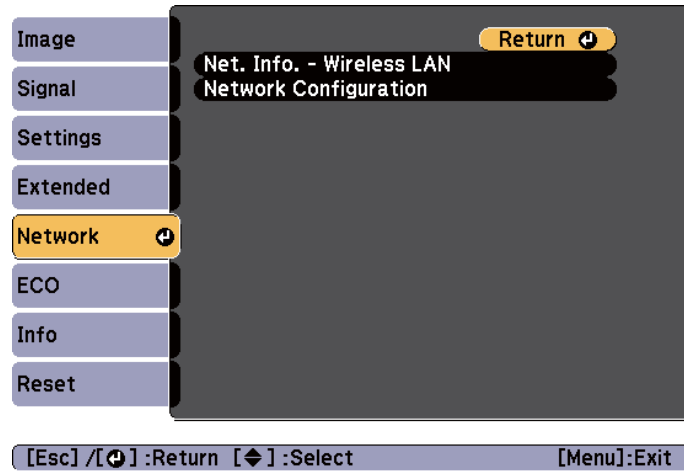 Image
Signal
Settings
Extended
Network
ECO
Info
Reset
Return
Net. Info. - Wireless LAN
Network Configuration
[Esc] /[ ] :Return [ ] :Select [Menu]:Exit